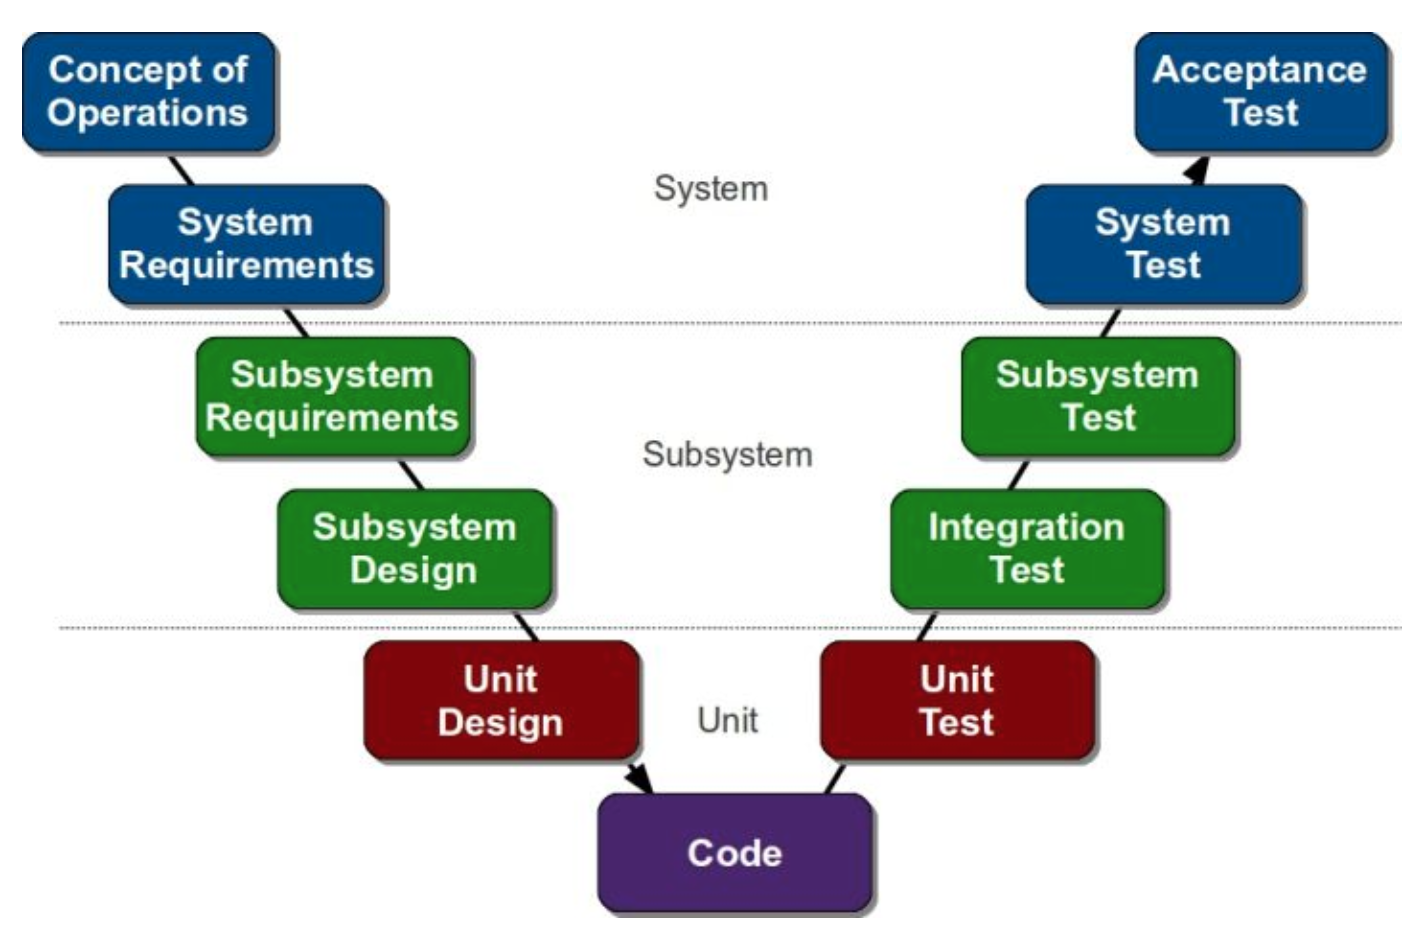 Concept of
Operations
Acceptance
Test
System
System
Requirements
System
Test
Subsystem
Requirements
Subsystem
Test
Subsystem
Subsystem
Design
Integration
Test
Unit
Design
Unit
Unit
Test
Code